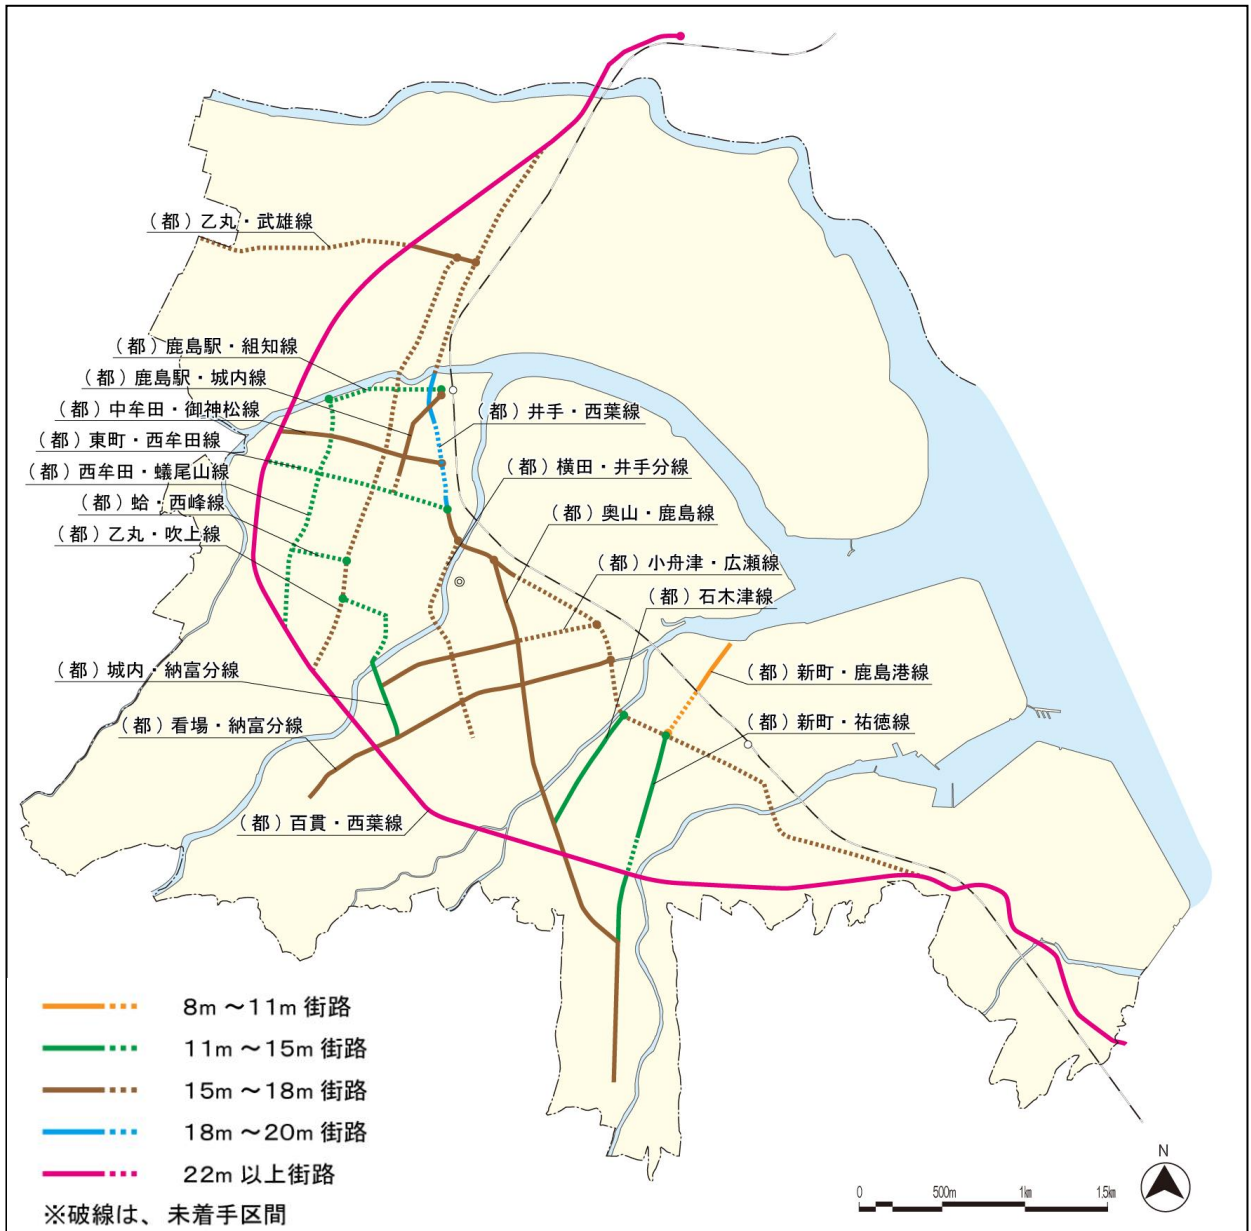 （都）乙丸・武雄線
（都）鹿島駅・組知線
（都）鹿島駅・城内線
（都）中牟田・御神松線
（都）井手・西葉線
（都）東町・西牟田線
（都）西牟田・蟻尾山線
（都）横田・井手分線
（都）蛤・西峰線
（都）奥山・鹿島線
（都）乙丸・吹上線
（都）小舟津・広瀬線
（都）石木津線
（都）城内・納富分線
（都）新町・鹿島港線
（都）看場・納富分線
（都）新町・祐徳線
（都）百貫・西葉線
8m～11m 街路
11m～15m 街路
15m～18m 街路
18m～20m 街路
22m 以上街路
※破線は、未着手区間
N
0 500m 1km 1.5km